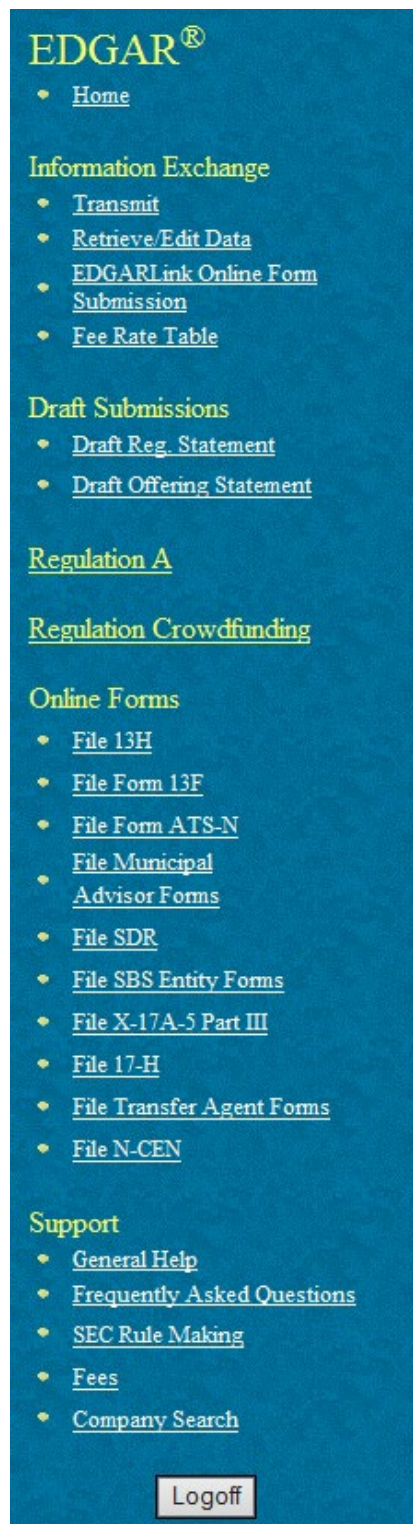 EDGAR®
Home
Information Exchange
Transmit
Retrieve/Edit Data
EDGARLink Online Form
Submission
Fee Rate Table
Draft Submissions
Draft Reg. Statement
Draft Offering Statement
Regulation A
Regulation Crowdfunding
Online Forms
File 13H
File Form 13F
File Form ATS-N
File Municipal
Advisor Forms
File SDR
File SBS Entity Forms
File X-17A-5 Part III
File 17-H
File Transfer Agent Forms
File N-CEN
Support
General Help
Frequently Asked Questions
SEC Rule Making
Fees
Company Search
Logoff